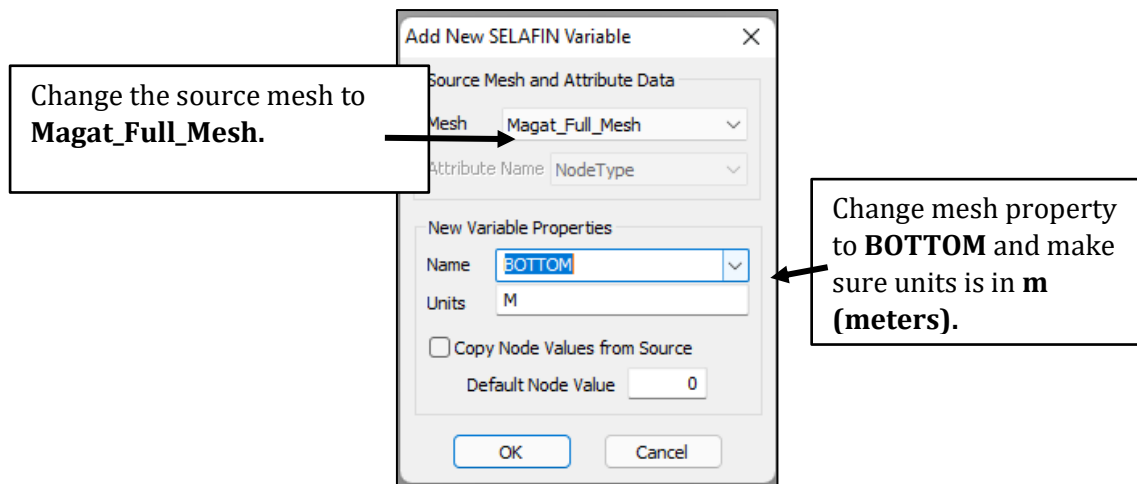 Add New SELAFIN Variable
Change the source mesh to
Magat_Full_Mesh.
Source Mesh and Attribute Data
Mesh Magat_Full_Mesh
Attribute Name NodeType
New Variable Properties
Name BOTTOM
Units M
Change mesh property
to BOTTOM and make
sure units is in m
(meters).
Copy Node Values from Source
Default Node Value 0
OK Cancel